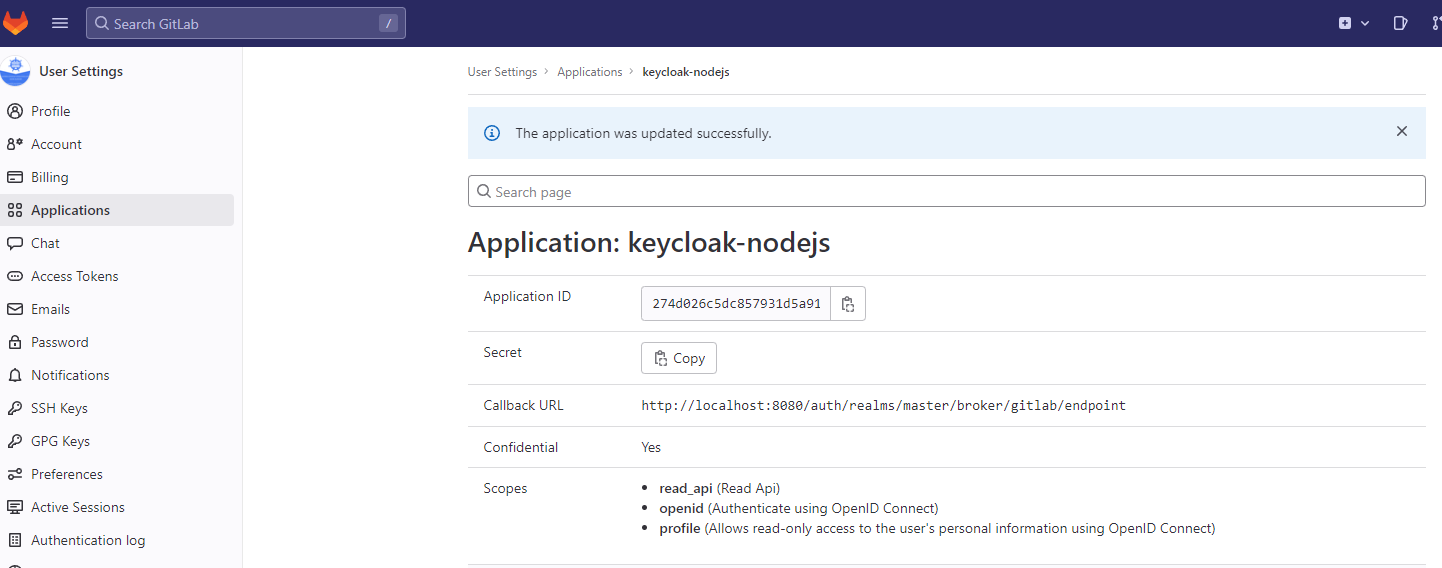 Search GitLab /
User Settings
Profile
Account
Billing
Applications
Chat
Access Tokens
Emails
Password
Notifications
SSH Keys
GPG Keys
Preferences
Active Sessions
Authentication log
User Settings › Applications › keycloak-nodejs
The application was updated successfully.
Search page
Application: keycloak-nodejs
Application ID 274d026c5dc857931d5a91
Secret Copy
Callback URL http://localhost:8080/auth/realms/master/broker/gitlab/endpoint
Confidential Yes
Scopes
• read_api (Read Api)
• openid (Authenticate using OpenID Connect)
• profile (Allows read-only access to the user's personal information using OpenID Connect)